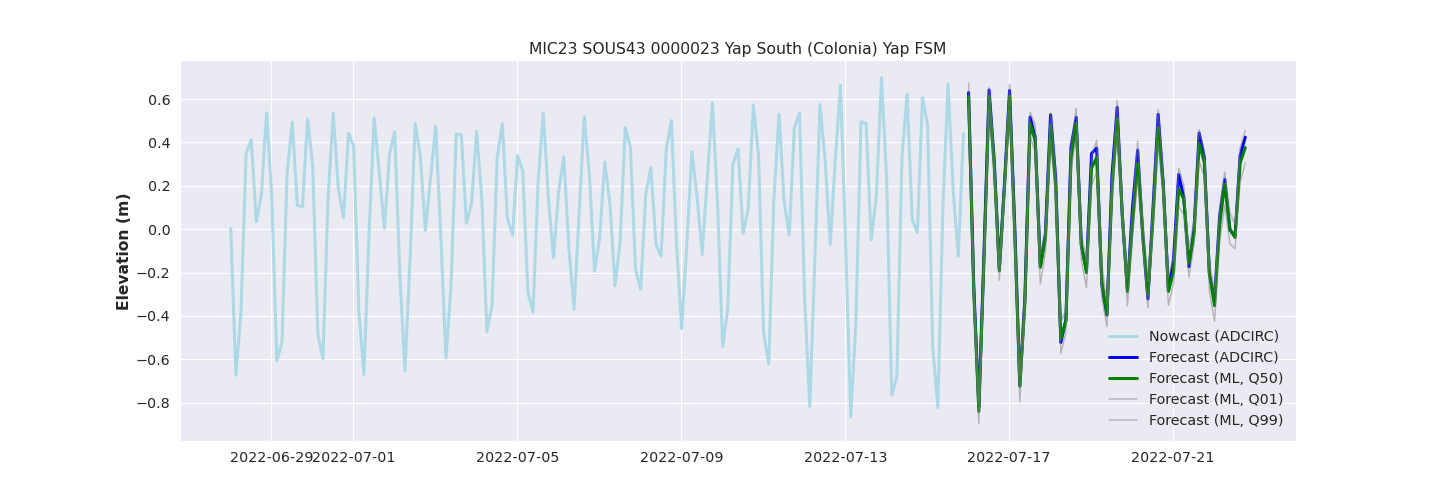 MIC23 SOUS43 0000023 Yap South (Colonia) Yap FSM
Elevation (m)
0.6
0.4
0.2
0.0
−0.2
−0.4
−0.6
−0.8
Nowcast (ADCIRC)
Forecast (ADCIRC)
Forecast (ML, Q50)
Forecast (ML, Q01)
Forecast (ML, Q99)
2022-06-29 2022-07-01 2022-07-05 2022-07-09 2022-07-13 2022-07-17 2022-07-21